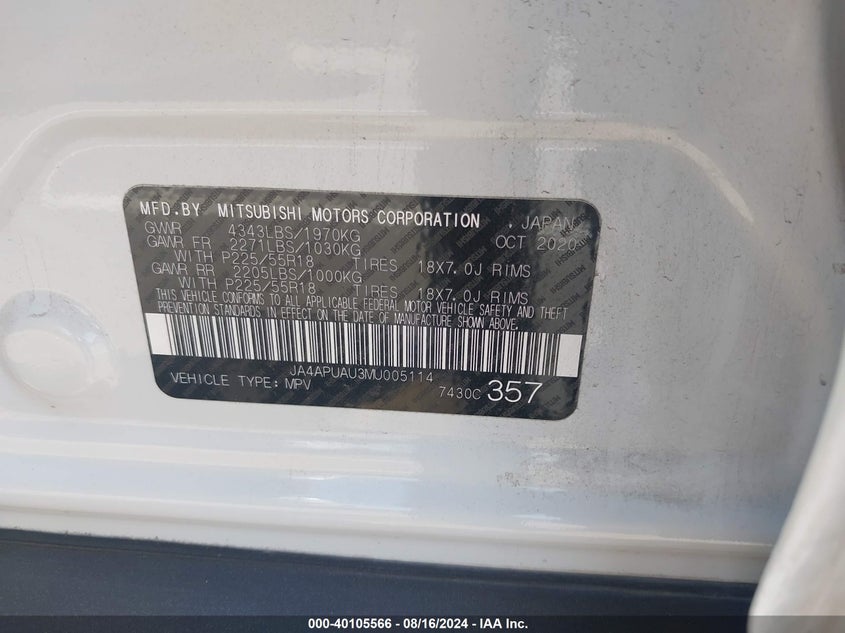 MFD.BY MITSUBISHI MOTORS CORPORATION , JAPAN
GVWR 4343LBS/1970KG OCT 2020
GAWR FR 2271LBS/1030KG
WITH P225/55R18 TIRES 18X7.0J RIMS
GAWR RR 2205LBS/1000KG
WITH P225/55R18 TIRES 18X7.0J RIMS
THIS VEHICLE CONFORMS TO ALL APPLICABLE FEDERAL MOTOR VEHICLE SAFETY AND THEFT
PREVENTION STANDARDS IN EFFECT ON THE DATE OF MANUFACTURE SHOWN ABOVE.
JA4APUAU3MU005114
VEHICLE TYPE:MPV 7430C 357
000-40105566 - 08/16/2024 - IAA Inc.